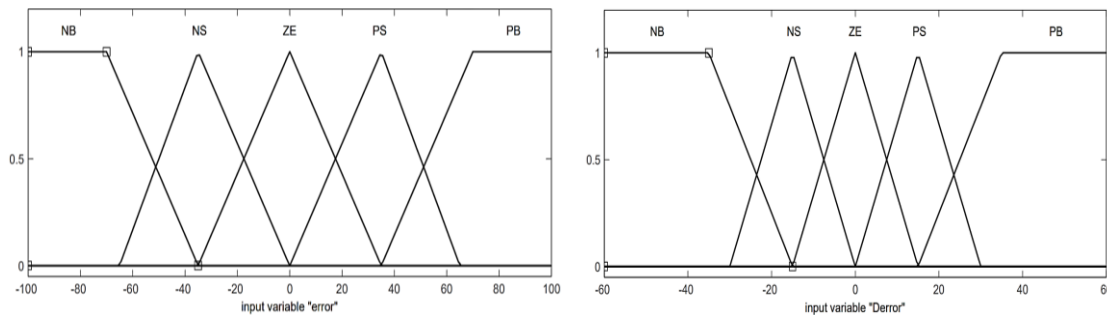 NB NS ZE PS PB
1
0.5
0
-100 -80 -60 -40 -20 0 20 40 60 80 100
input variable "error"
NB NS ZE PS PB
1
0.5
0
-60 -40 -20 0 20 40 60
input variable "Derror"